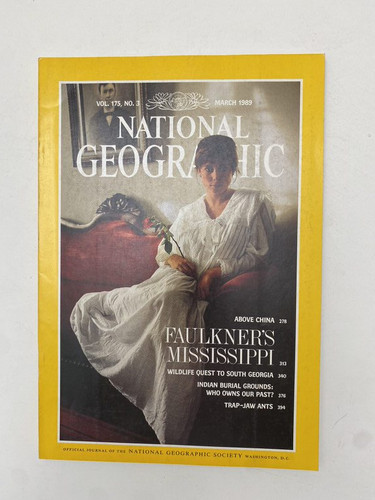 VOL. 175, NO. 3 MARCH 1989
NATIONAL
GEOGRAPHIC
ABOVE CHINA 278
FAULKNER'S
MISSISSIPPI 313
WILDLIFE QUEST TO SOUTH GEORGIA 340
INDIAN BURIAL GROUNDS:
WHO OWNS OUR PAST? 376
TRAP-JAW ANTS 394
OFFICIAL JOURNAL OF THE NATIONAL GEOGRAPHIC SOCIETY WASHINGTON, D.C.